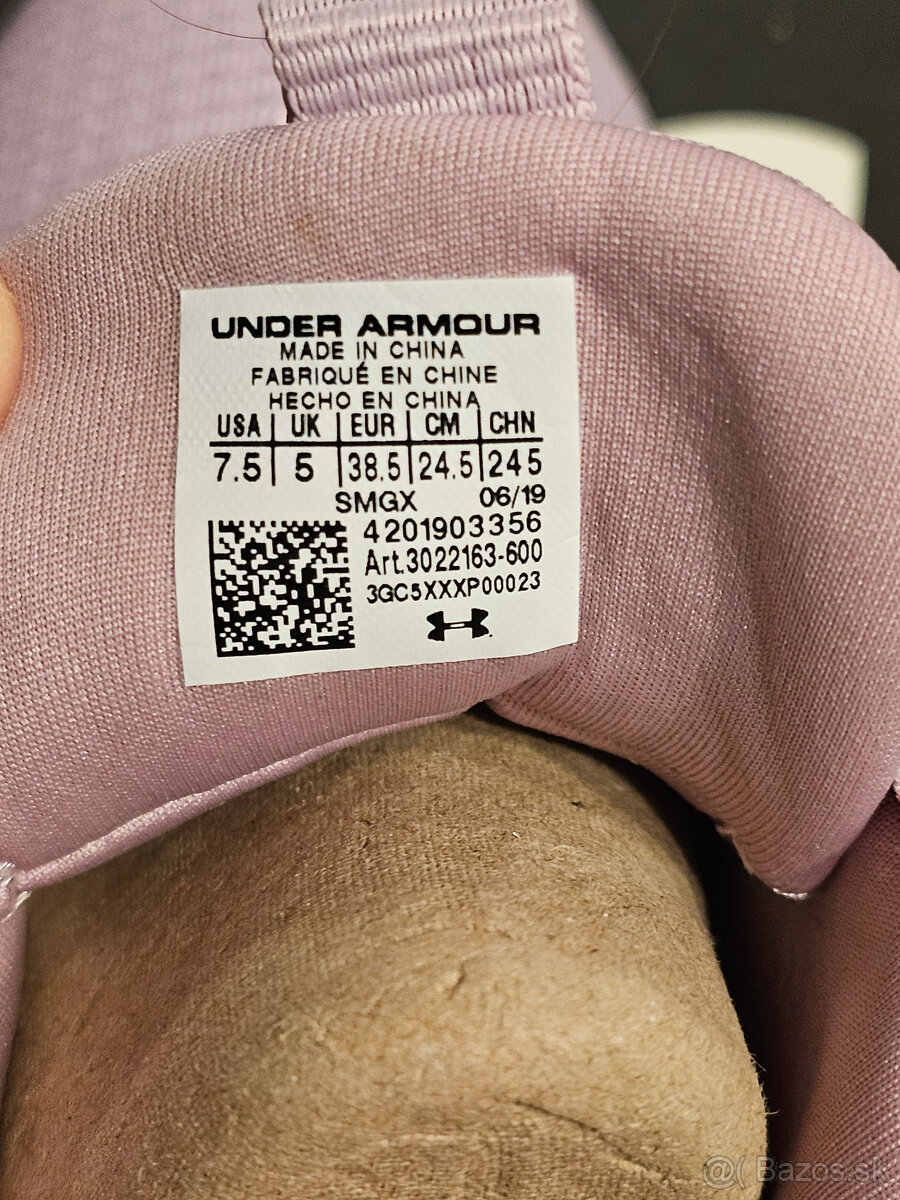 UNDER ARMOUR
MADE IN CHINA
FABRIQUÉ EN CHINE
HECHO EN CHINA
USA UK EUR CM CHN
7.5 5 38.5 24.5 245
SMGX 06/19
4201903356
Art.3022163-600
3GC5XXXP00023
@( Bazos.sk